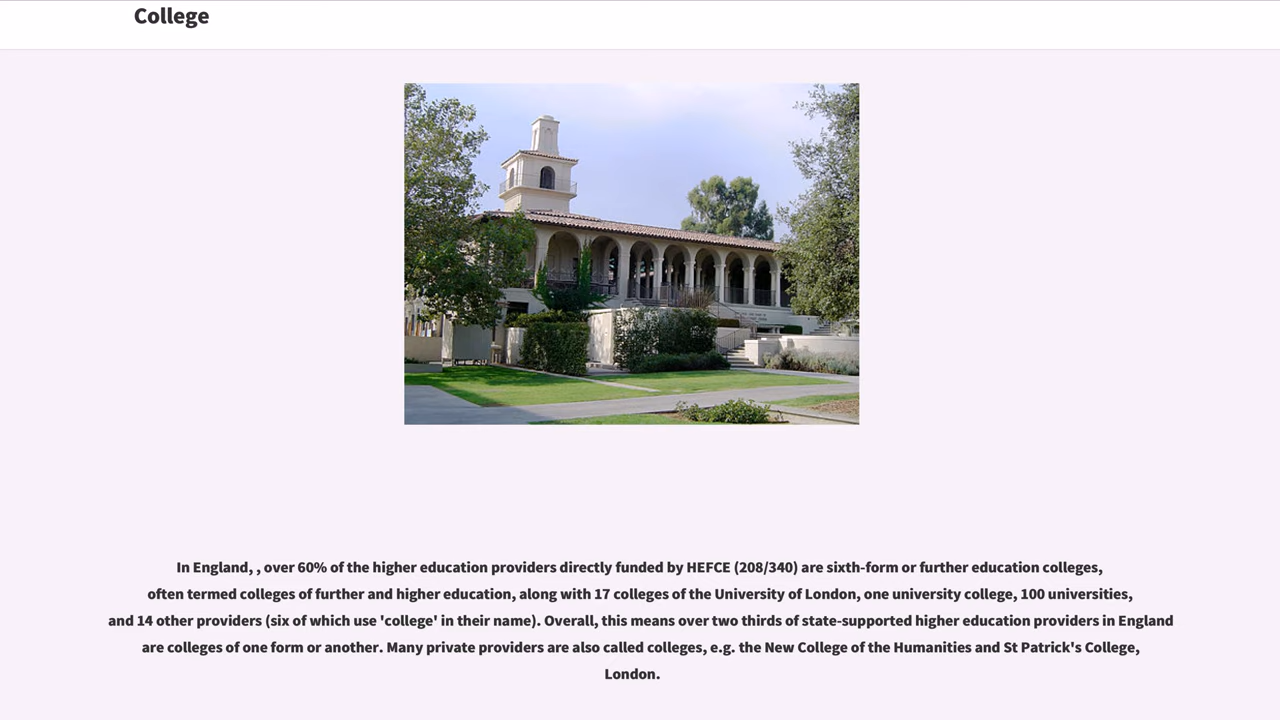 College
In England, , over 60% of the higher education providers directly funded by HEFCE (208/340) are sixth-form or further education colleges,
often termed colleges of further and higher education, along with 17 colleges of the University of London, one university college, 100 universities,
and 14 other providers (six of which use 'college' in their name). Overall, this means over two thirds of state-supported higher education providers in England
are colleges of one form or another. Many private providers are also called colleges, e.g. the New College of the Humanities and St Patrick's College,
London.